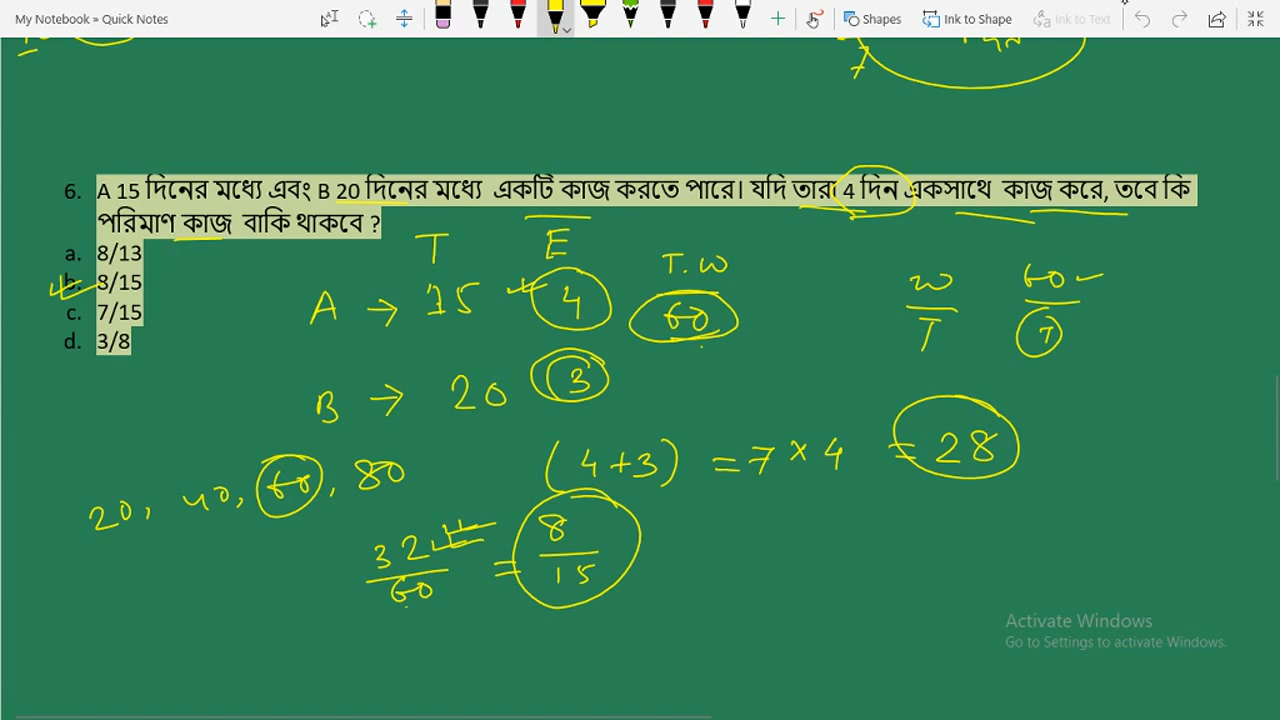 My Notebook » Quick Notes
Shapes Ink to Shape Ink to Text
6. A 15 দিনের মধ্যে এবং B 20 দিনের মধ্যে একটি কাজ করতে পারে। যদি তারা 4 দিন একসাথে কাজ করে, তবে কি
পরিমাণ কাজ বাকি থাকবে ?
a. 8/13
b. 8/15
c. 7/15
d. 3/8
T E T.W
A → 15 4 60
W/T 60/7
B → 20 3
(4+3) = 7 × 4 = 28
20, 40, 60, 80
32/60 = 8/15
Activate Windows
Go to Settings to activate Windows.